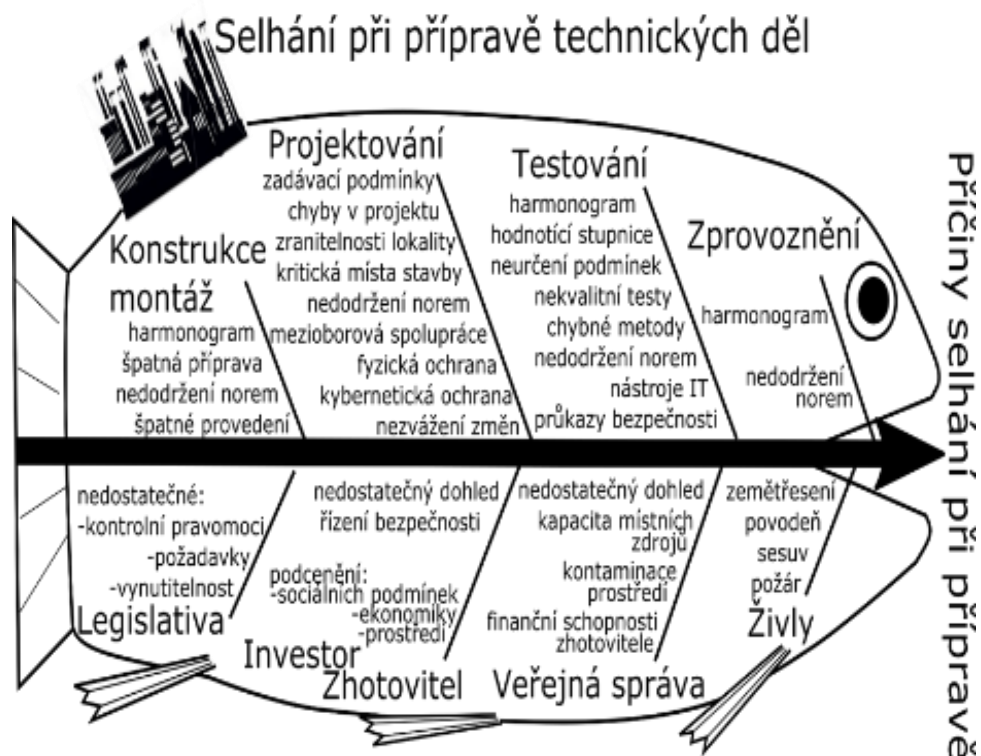 Selhání při přípravě technických děl
Projektování
zadávací podmínky
chyby v projektu
zranitelnosti lokality
kritická místa stavby
nedodržení norem
mezioborová spolupráce
fyzická ochrana
kybernetická ochrana
nezvážení změn
Testování
harmonogram
hodnotící stupnice
neurčení podmínek
nekvalitní testy
chybné metody
nedodržení norem
nástroje IT
průkazy bezpečnosti
Zprovoznění
harmonogram
nedodržení
norem
Konstrukce
montáž
harmonogram
špatná příprava
nedodržení norem
špatné provedení
nedostatečné:
-kontrolní pravomoci
-požadavky
-vynutitelnost
Legislativa
nedostatečný dohled
řízení bezpečnosti
podcenění:
-sociálních podmínek
-ekonomiky
-prostředí
Investor
Zhotovitel
nedostatečný dohled
kapacita místních
zdrojů
kontaminace
prostředí
finanční schopnosti
zhotovitele
Veřejná správa
zemětřesení
povodeň
sesuv
požár
Živly
Příčiny selhání při přípravě